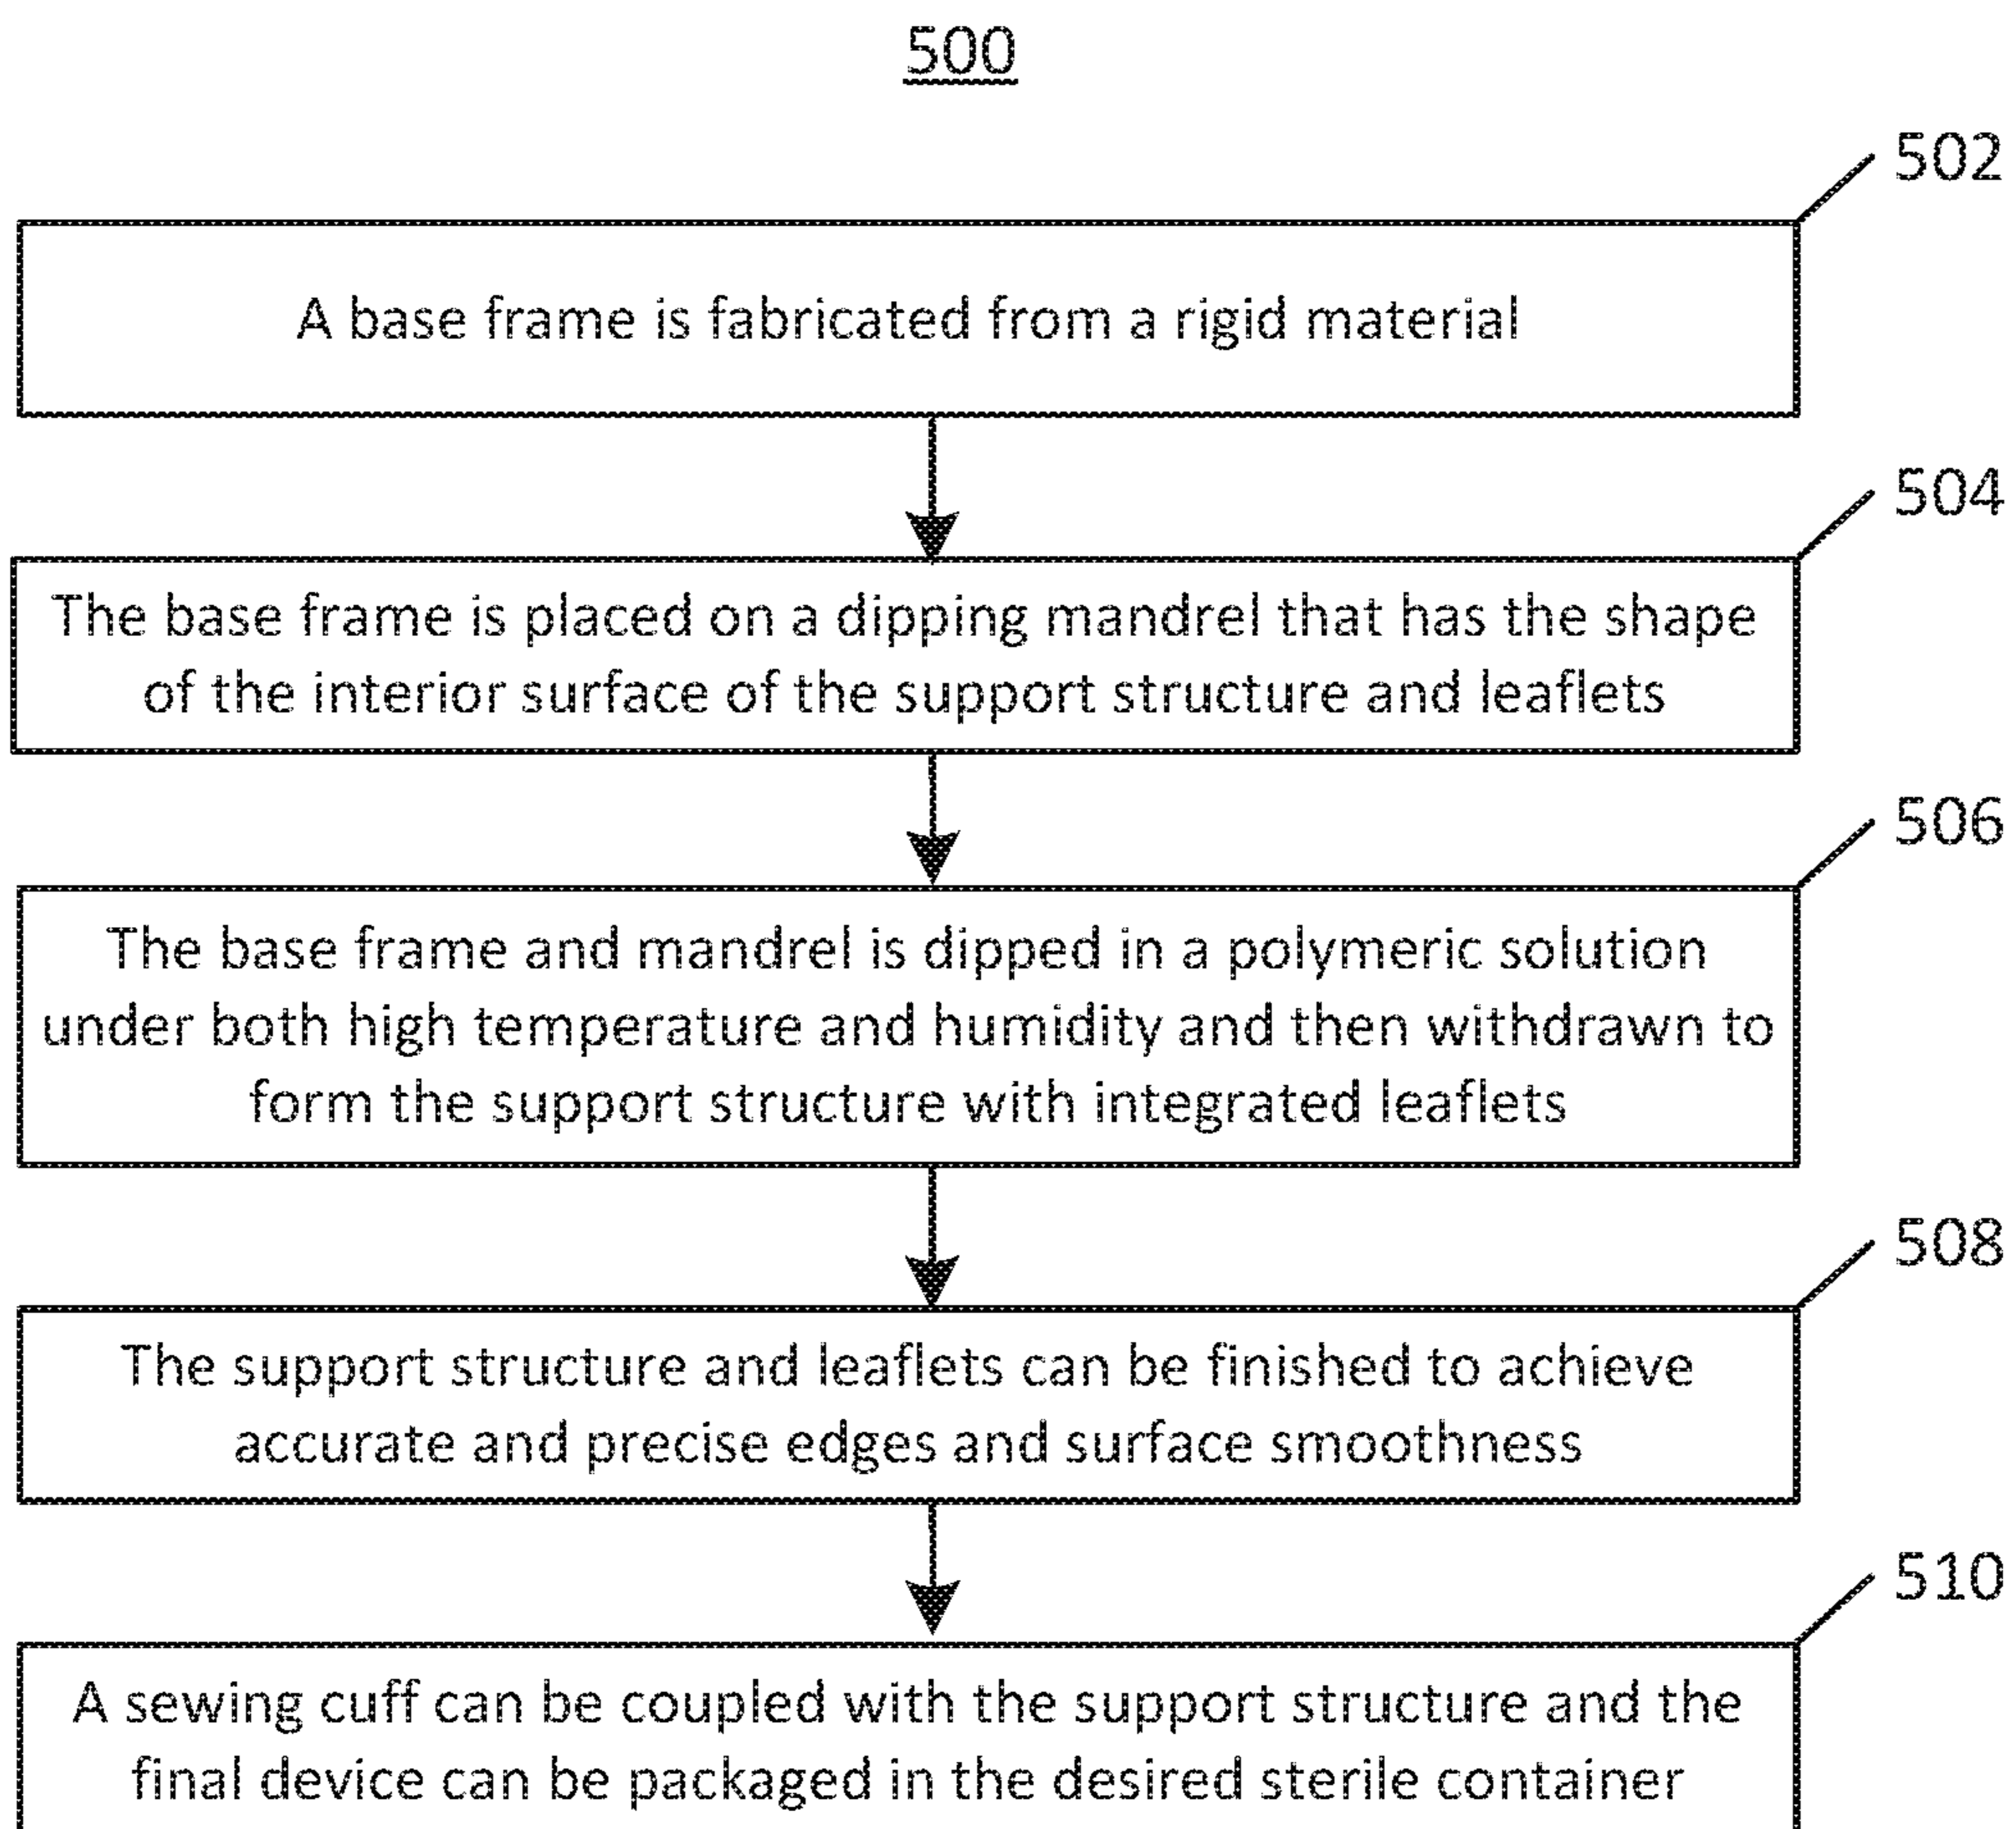 500
502
A base frame is fabricated from a rigid material
504
The base frame is placed on a dipping mandrel that has the shape
of the interior surface of the support structure and leaflets
506
The base frame and mandrel is dipped in a polymeric solution
under both high temperature and humidity and then withdrawn to
form the support structure with integrated leaflets
508
The support structure and leaflets can be finished to achieve
accurate and precise edges and surface smoothness
510
A sewing cuff can be coupled with the support structure and the
final device can be packaged in the desired sterile container